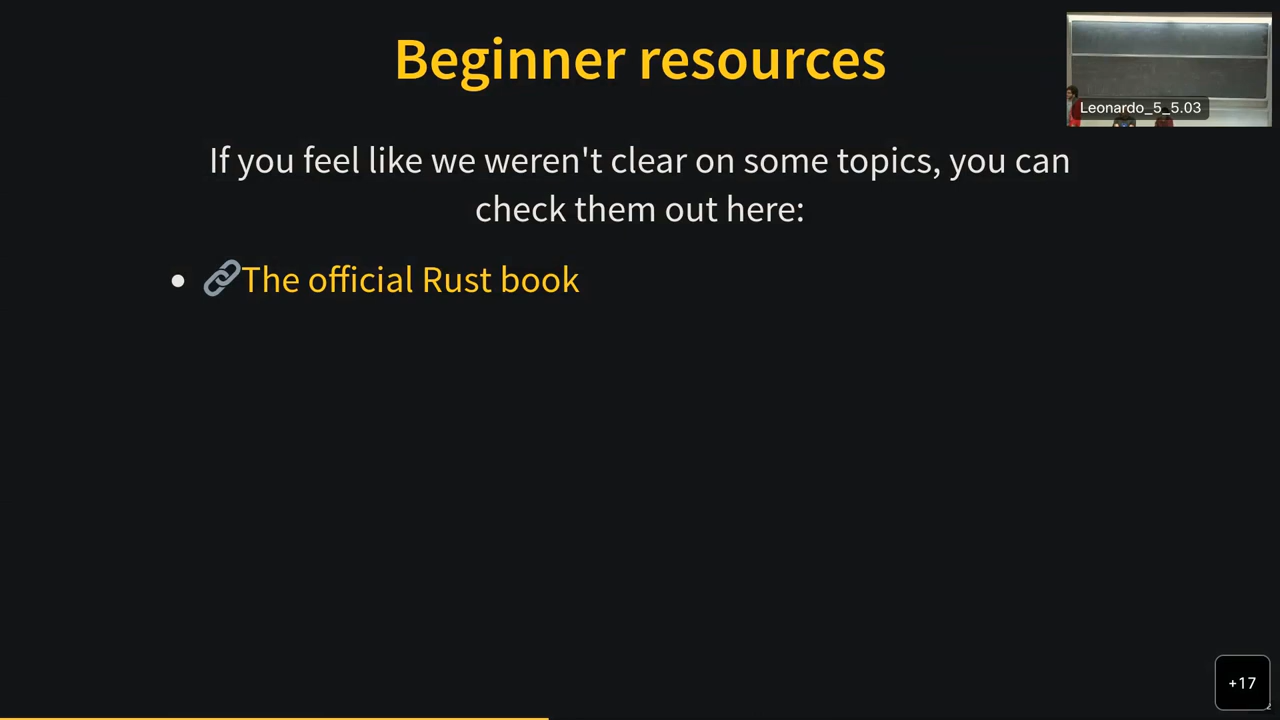 Beginner resources
Leonardo_5_5.03
If you feel like we weren't clear on some topics, you can
check them out here:
• 🔗The official Rust book
+17